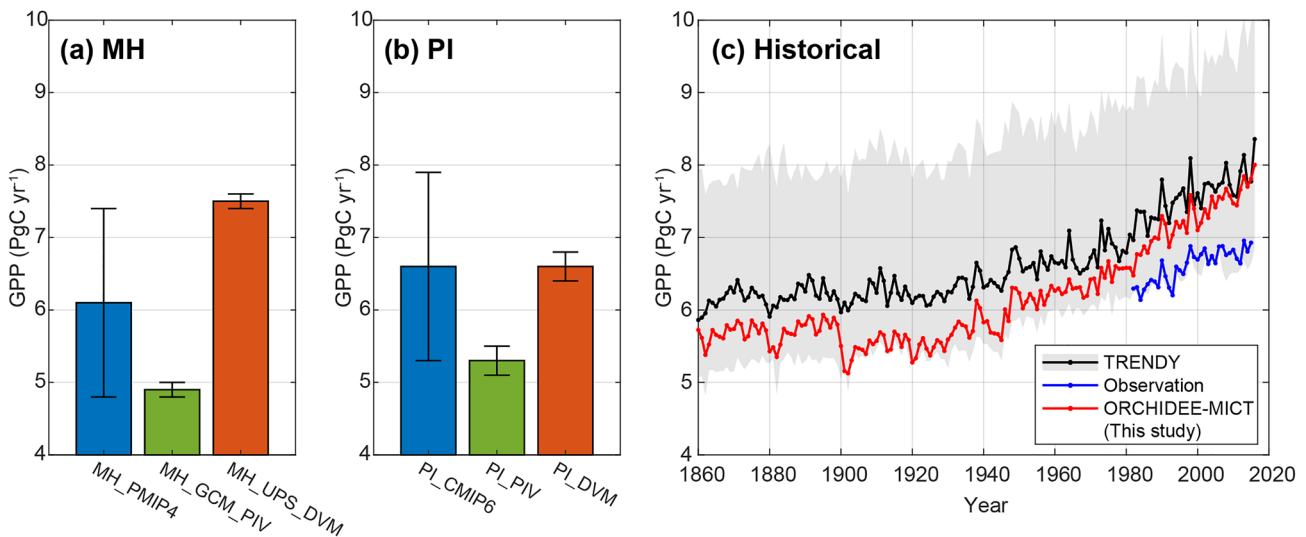 (a) MH
GPP (PgC yr⁻¹)
10
9
8
7
6
5
4
MH_PMIP4
MH_GCM_PIV
MH_UPS_DVM
(b) PI
GPP (PgC yr⁻¹)
10
9
8
7
6
5
4
PI_CMIP6
PI_PIV
PI_DVM
(c) Historical
GPP (PgC yr⁻¹)
10
9
8
7
6
5
4
1860 1880 1900 1920 1940 1960 1980 2000 2020
Year
TRENDY
Observation
ORCHIDEE-MICT
(This study)